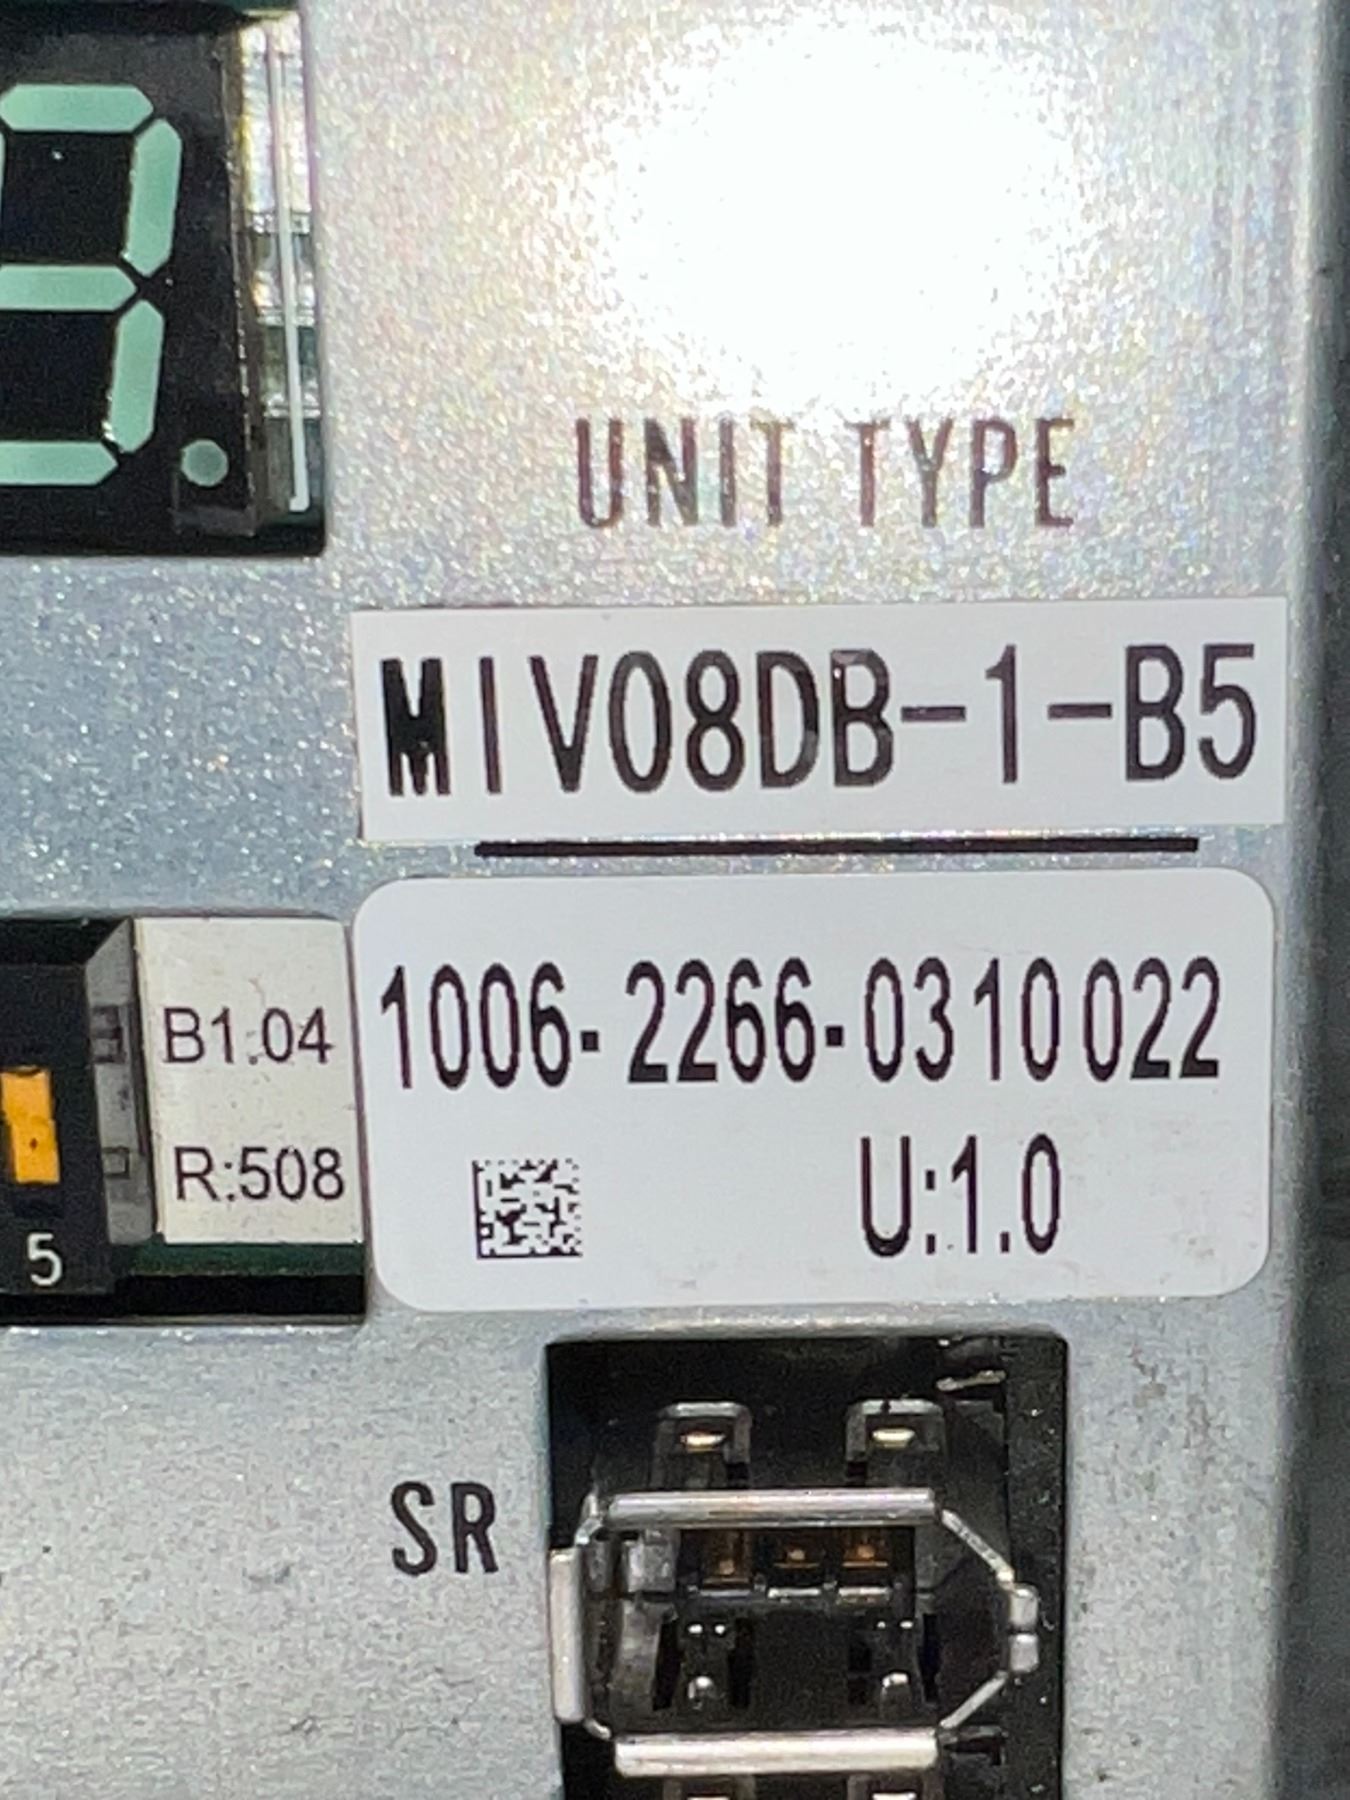 UNIT TYPE
MIV08DB-1-B5
B1.04
R:508
5
1006-2266-0310022
U:1.0
SR